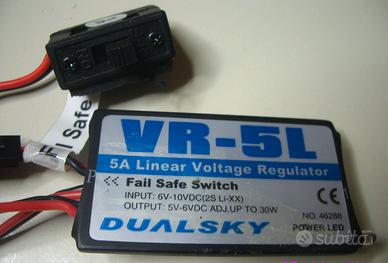 Fail Safe
VR-5L
5A Linear Voltage Regulator
Fail Safe Switch
INPUT: 6V-10VDC(2S Li-XX)
OUTPUT: 5V-6VDC ADJ.UP TO 30W
NO. 46288
POWER LED
CE
DUALSKY
subito